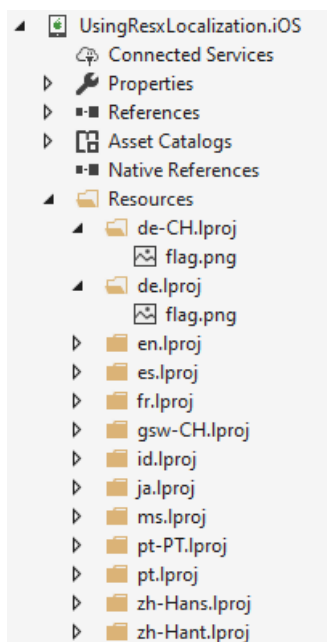 UsingResxLocalization.iOS
Connected Services
Properties
References
Asset Catalogs
Native References
Resources
de-CH.lproj
flag.png
de.lproj
flag.png
en.lproj
es.lproj
fr.lproj
gsw-CH.lproj
id.lproj
ja.lproj
ms.lproj
pt-PT.lproj
pt.lproj
zh-Hans.lproj
zh-Hant.lproj